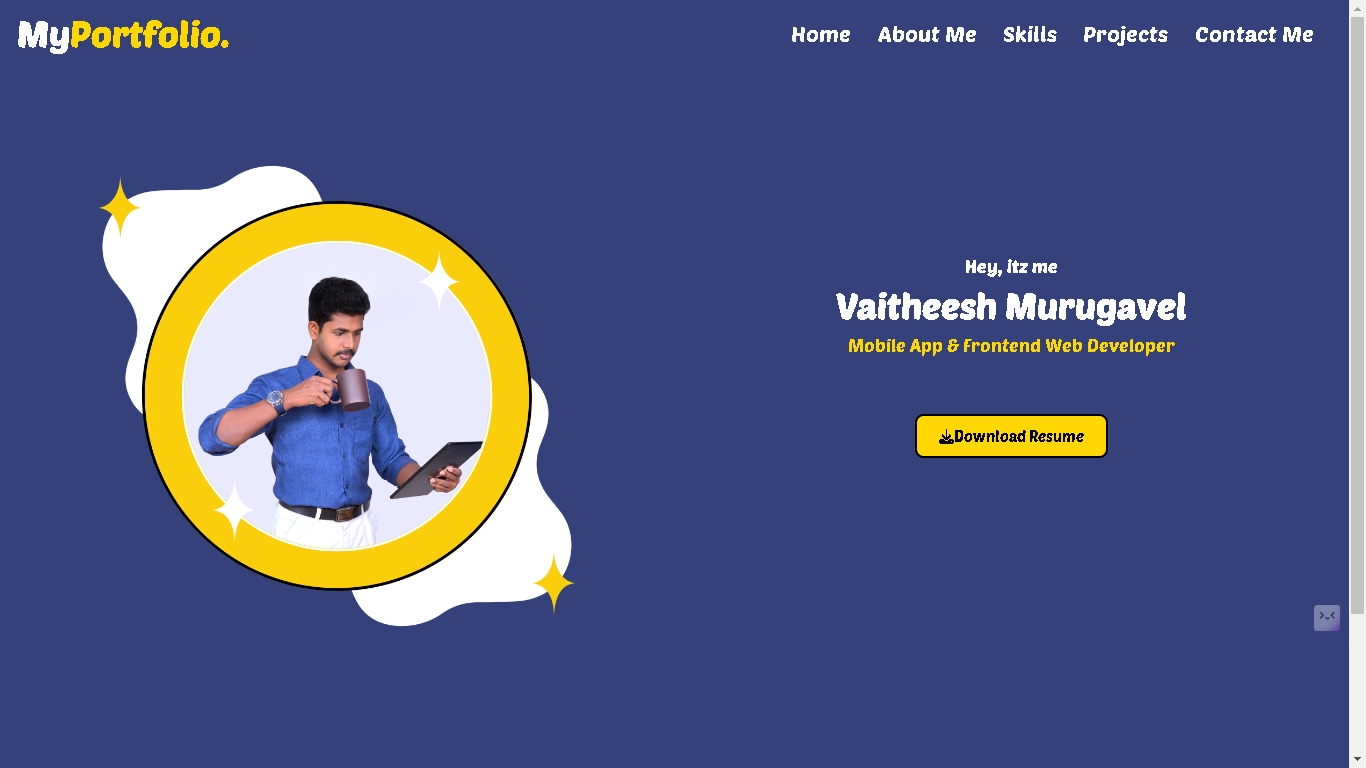 MyPortfolio.
Home About Me Skills Projects Contact Me
Hey, itz me
Vaitheesh Murugavel
Mobile App & Frontend Web Developer
Download Resume